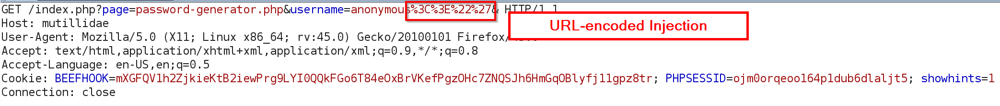 GET /index.php?page=password-generator.php&username=anonymous%3C%3E%22%27& HTTP/1.1
URL-encoded Injection
Host: mutillidae
User-Agent: Mozilla/5.0 (X11; Linux x86_64; rv:45.0) Gecko/20100101 Firefox/
Accept: text/html,application/xhtml+xml,application/xml;q=0.9,*/*;q=0.8
Accept-Language: en-US,en;q=0.5
Cookie: BEEFHOOK=mXGFQV1h2ZjkieKtB2iewPrg9LYI0QQkFGo6T84eOxBrVKefPgzOHc7ZNQSJh6HmGqOBlyfj11gpz8tr; PHPSESSID=ojm0orqeoo164p1dub6dlaljt5; showhints=1
Connection: close